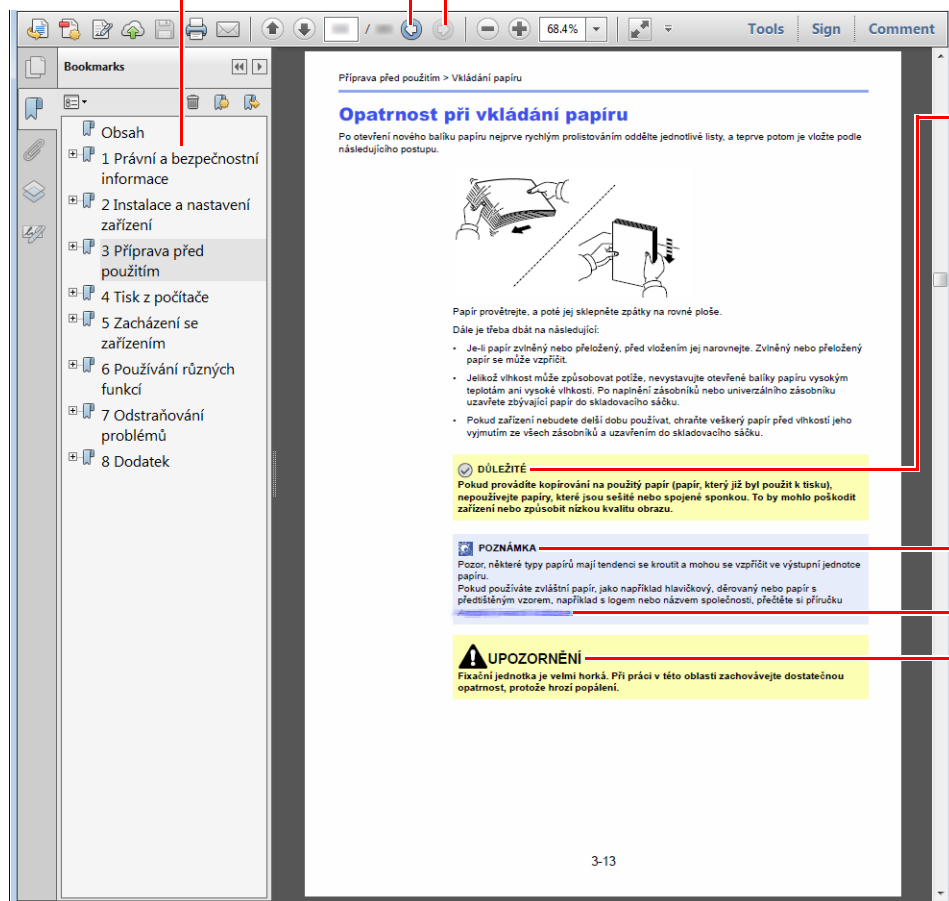 68.4%
Tools
Sign
Comment
Bookmarks
Obsah
1 Právní a bezpečnostní
informace
2 Instalace a nastavení
zařízení
3 Příprava před
použitím
4 Tisk z počítače
5 Zacházení se
zařízením
6 Používání různých
funkcí
7 Odstraňování
problémů
8 Dodatek
Příprava před použitím > Vkládání papíru
Opatrnost při vkládání papíru
Po otevření nového balíku papíru nejprve rychlým prolistováním oddělte jednotlivé listy, a teprve potom je vložte podle
následujícího postupu.
Papír provětrejte, a poté jej sklepněte zpátky na rovné ploše.
Dále je třeba dbát na následující:
• Je-li papír zvlněný nebo přeložený, před vložením jej narovnejte. Zvlněný nebo přeložený
papír se může vzpříčit.
• Jelikož vlhkost může způsobovat potíže, nevystavujte otevřené balíky papíru vysokým
teplotám ani vysoké vlhkosti. Po naplnění zásobníků nebo univerzálního zásobníku
uzavřete zbývající papír do skladovacího sáčku.
• Pokud zařízení nebudete delší dobu používat, chraňte veškerý papír před vlhkostí jeho
vyjmutím ze všech zásobníků a uzavřením do skladovacího sáčku.
DŮLEŽITÉ
Pokud provádíte kopírování na použitý papír (papír, který již byl použit k tisku),
nepoužívejte papíry, které jsou sešité nebo spojené sponkou. To by mohlo poškodit
zařízení nebo způsobit nízkou kvalitu obrazu.
POZNÁMKA
Pozor, některé typy papírů mají tendenci se kroutit a mohou se vzpříčit ve výstupní jednotce
papíru.
Pokud používáte zvláštní papír, jako například hlavičkový, děrovaný nebo papír s
předtištěným vzorem, například s logem nebo názvem společnosti, přečtěte si příručku
UPOZORNĚNÍ
Fixační jednotka je velmi horká. Při práci v této oblasti zachovávejte dostatečnou
opatrnost, protože hrozí popálení.
3-13